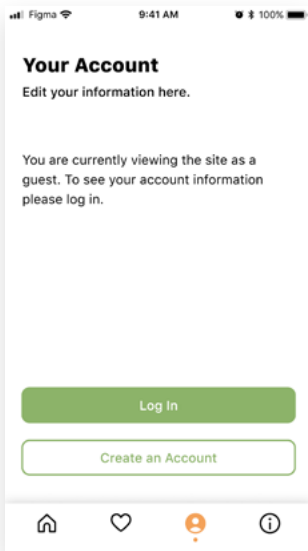 Figma 9:41 AM 100%
Your Account
Edit your information here.
You are currently viewing the site as a
guest. To see your account information
please log in.
Log In
Create an Account